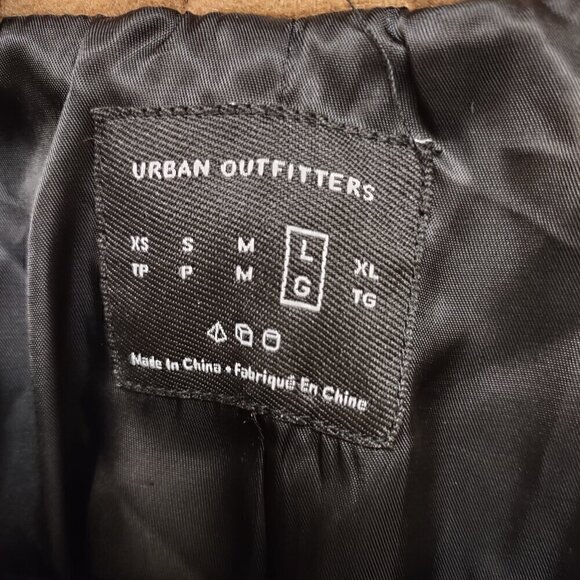 URBAN OUTFITTERS
XS S M L XL
TP P M G TG
Made In China • Fabriqué En Chine